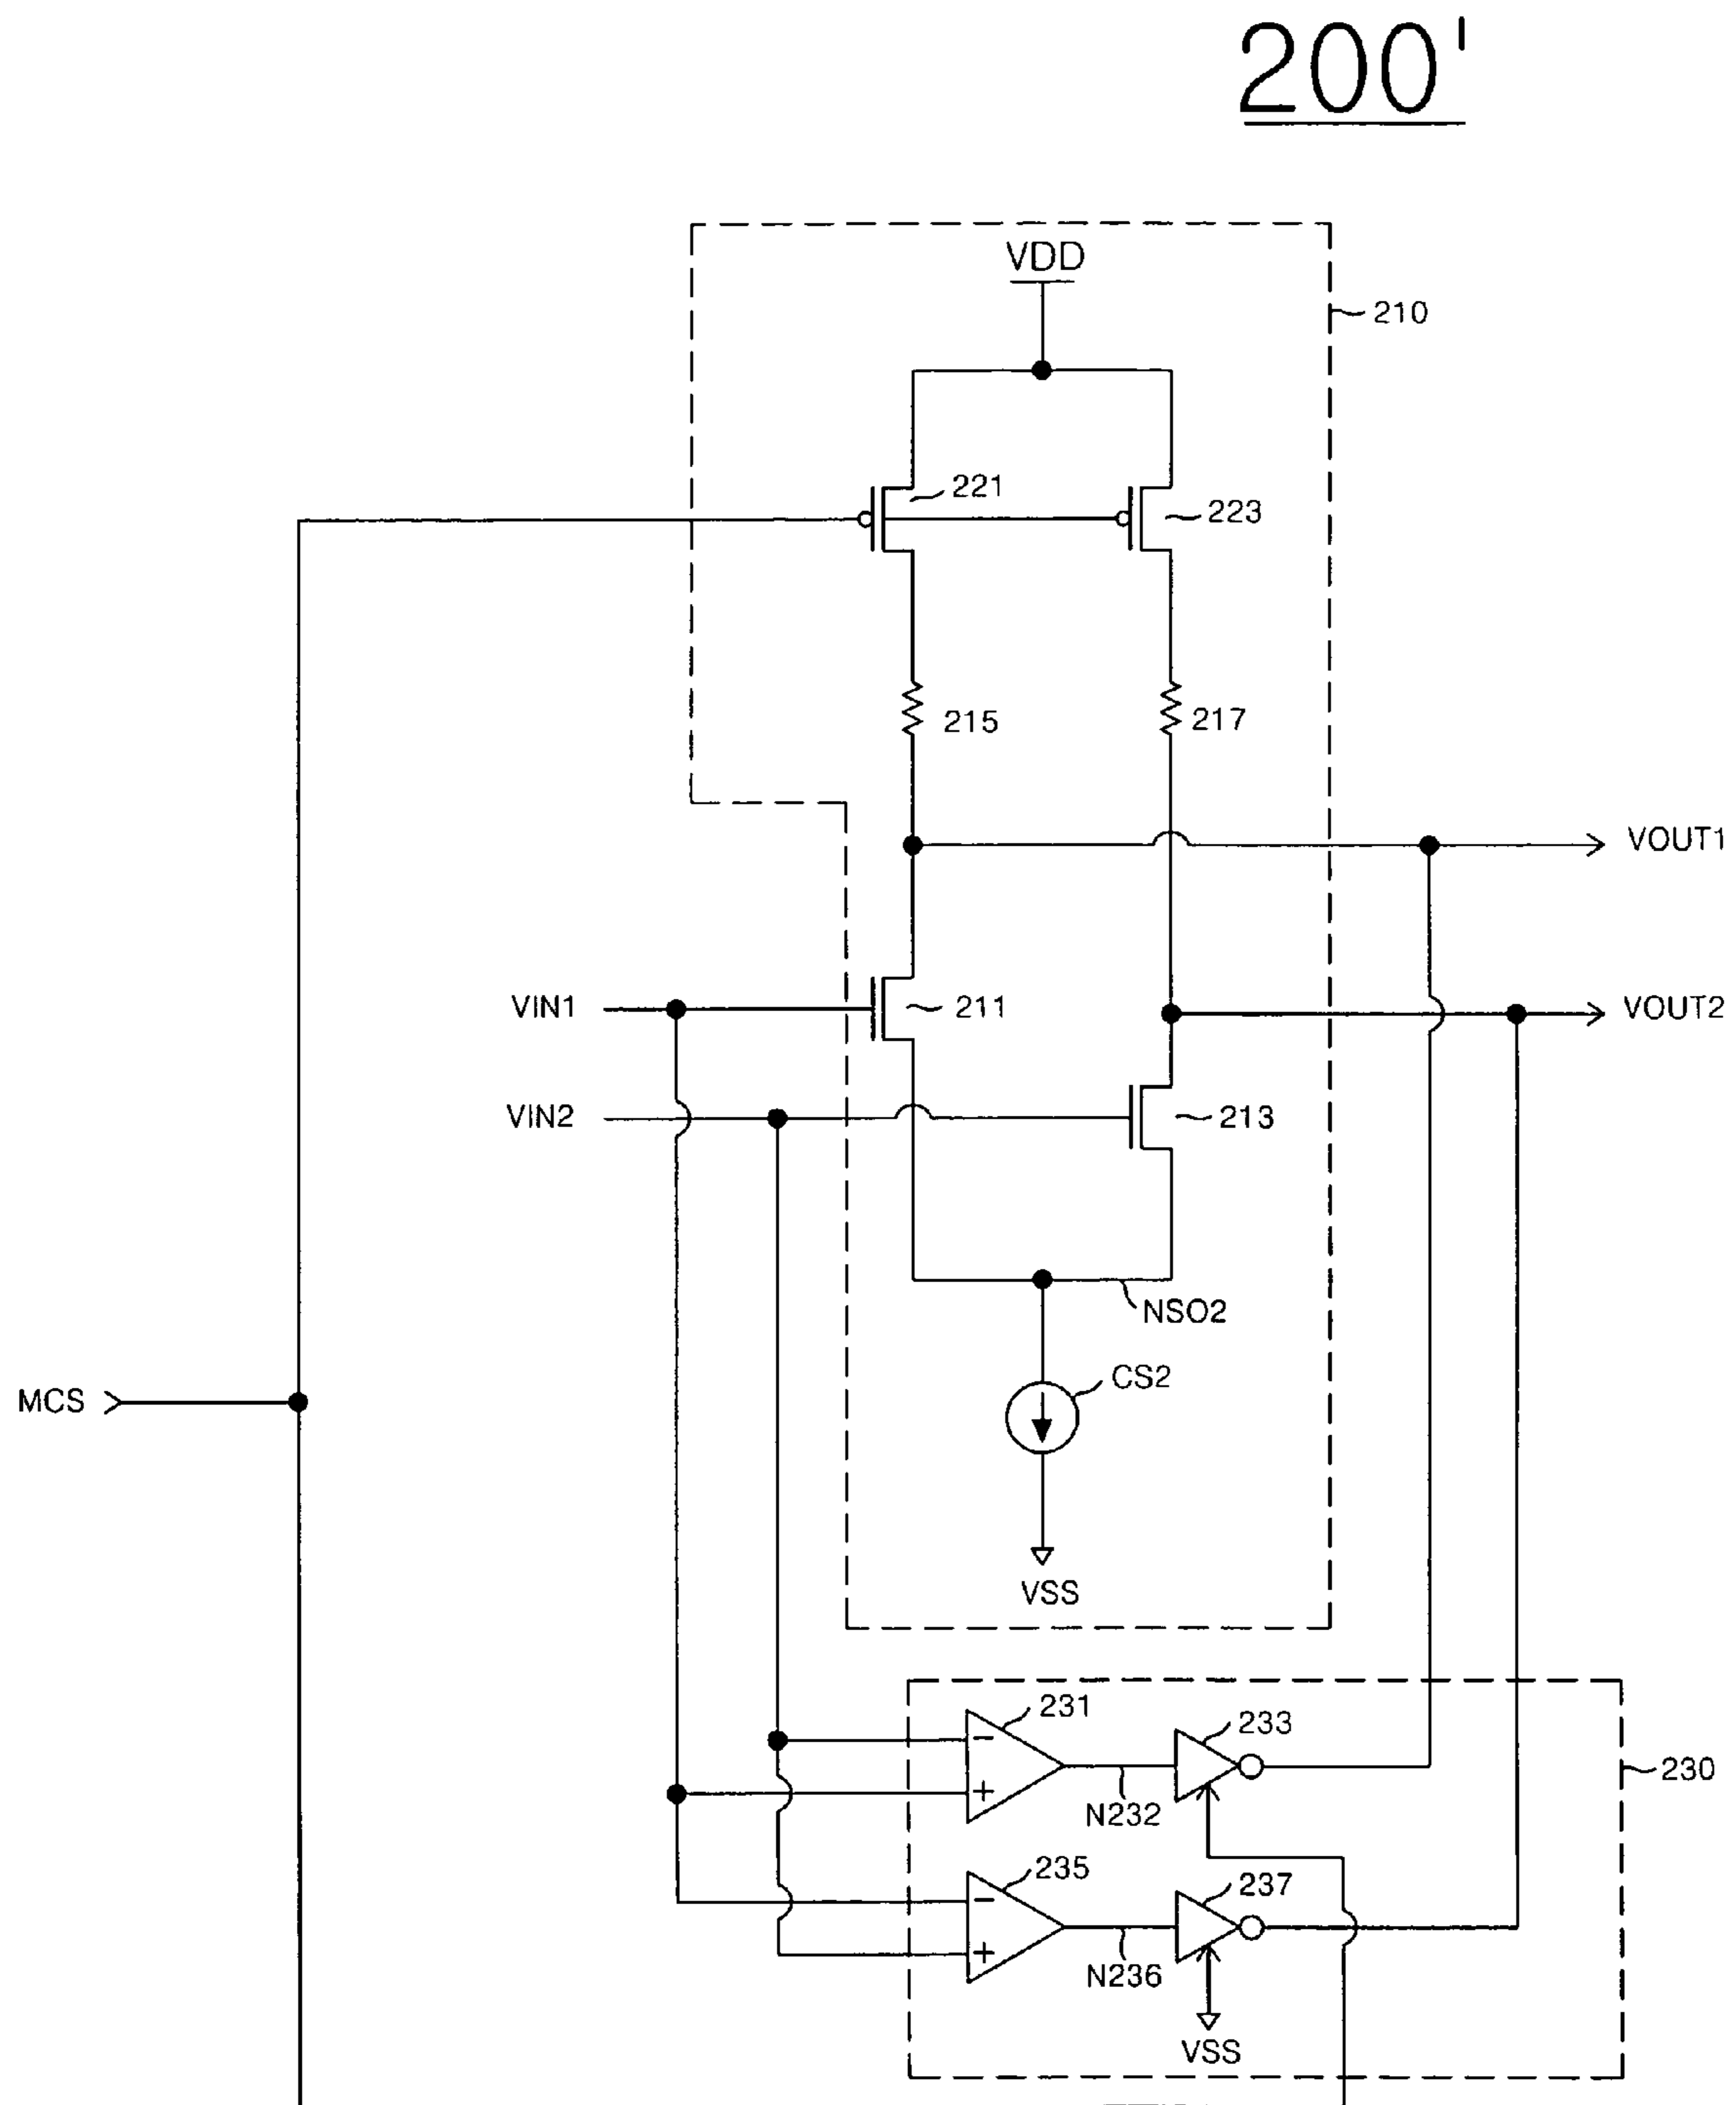 200'
VDD
210
221
223
215
217
VOUT1
VIN1
211
VOUT2
VIN2
213
NSO2
CS2
MCS
VSS
231
233
-
+
N232
230
235
237
-
+
N236
VSS